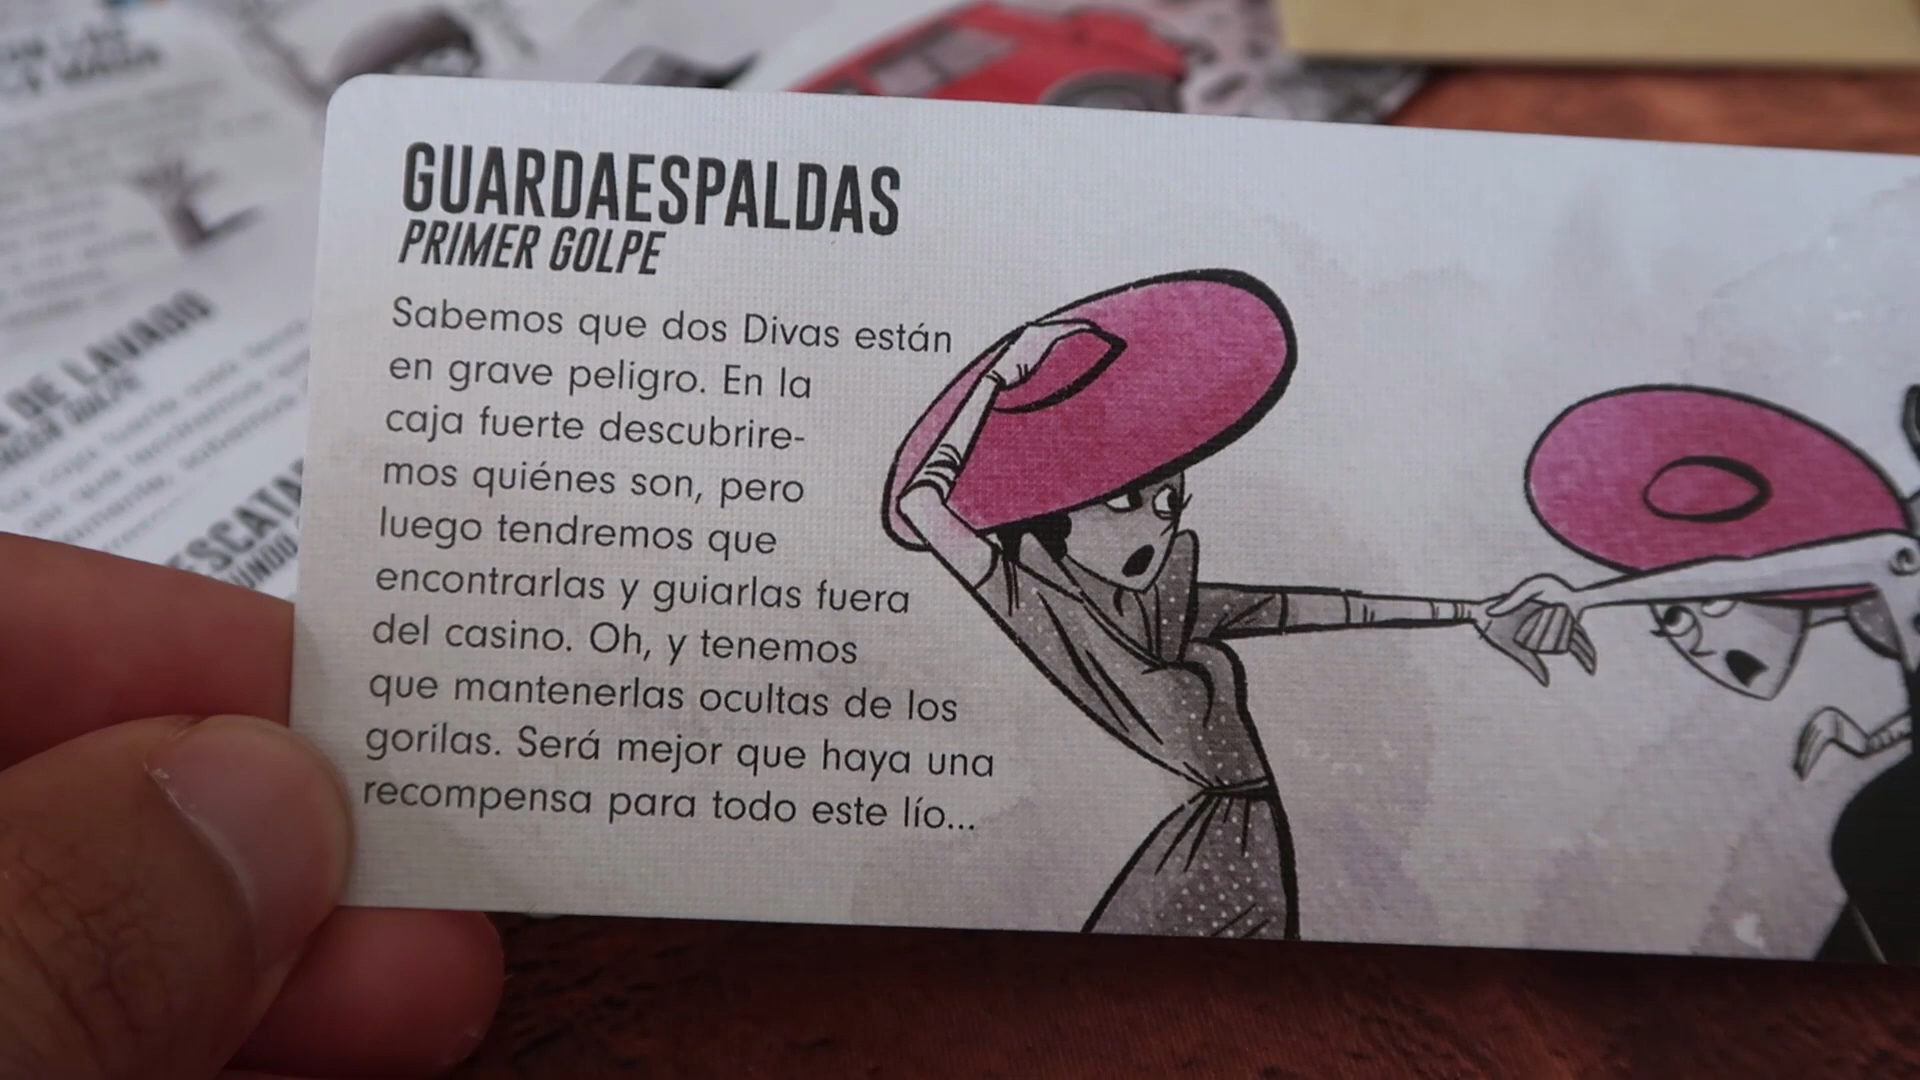 GUARDAESPALDAS
PRIMER GOLPE
Sabemos que dos Divas están
en grave peligro. En la
caja fuerte descubrire-
mos quiénes son, pero
luego tendremos que
encontrarlas y guiarlas fuera
del casino. Oh, y tenemos
que mantenerlas ocultas de los
gorilas. Será mejor que haya una
recompensa para todo este lío...
DE LAVADO